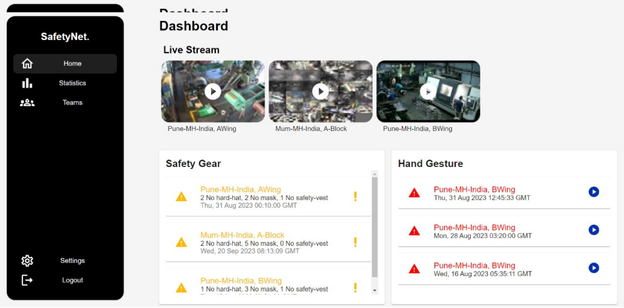 Dashboard
SafetyNet.
Home
Statistics
Teams
Settings
Logout
Dashboard
Live Stream
Pune-MH-India, AWing
Mum-MH-India, A-Block
Pune-MH-India, BWing
Safety Gear
Pune-MH-India, AWing
2 No hard-hat, 2 No mask, 1 No safety-vest
Thu, 31 Aug 2023 00:10:00 GMT
Mum-MH-India, A-Block
2 No hard-hat, 5 No mask, 0 No safety-vest
Wed, 20 Sep 2023 08:13:09 GMT
Pune-MH-India, BWing
1 No hard-hat, 3 No mask, 1 No safety-vest
Hand Gesture
Pune-MH-India, BWing
Thu, 31 Aug 2023 12:45:33 GMT
Pune-MH-India, BWing
Mon, 28 Aug 2023 03:20:00 GMT
Pune-MH-India, BWing
Wed, 16 Aug 2023 05:35:11 GMT